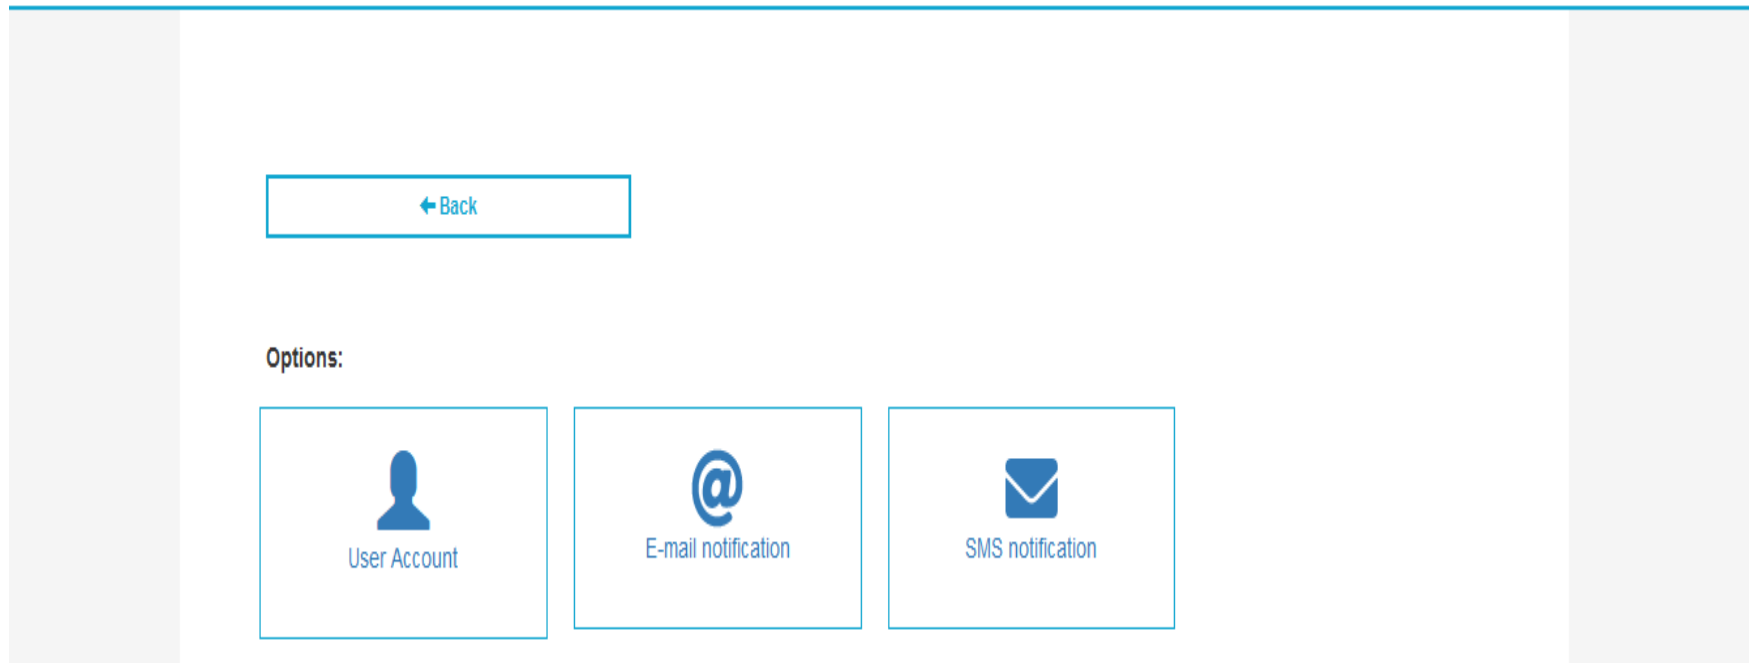 Back
Options:
User Account
E-mail notification
SMS notification